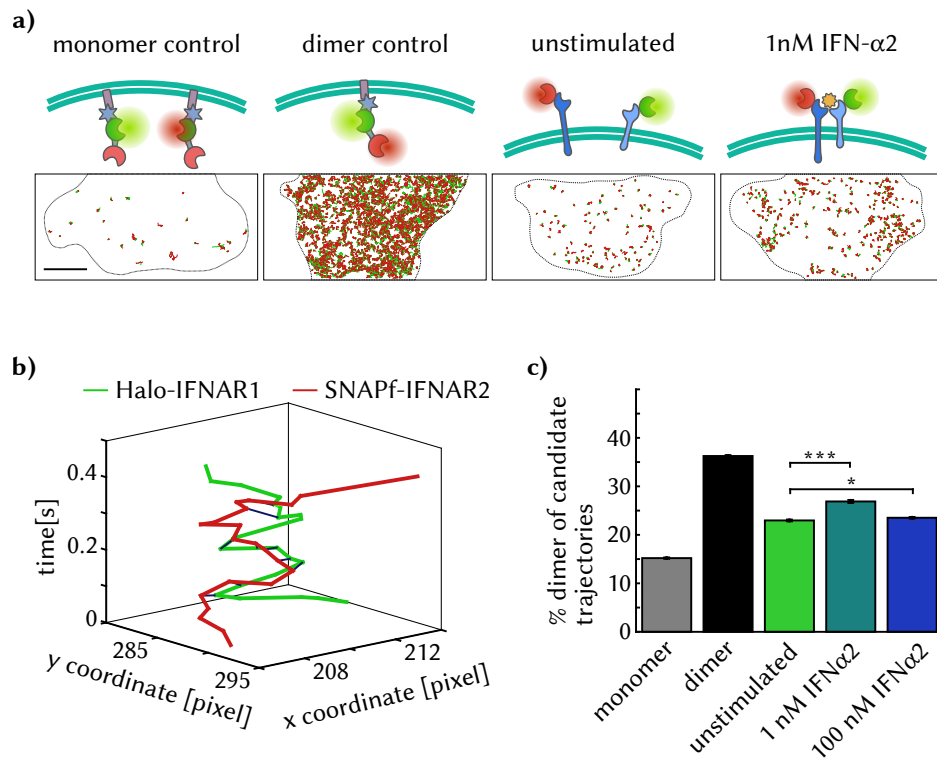 a)
monomer control
dimer control
unstimulated
1nM IFN-α2
b)
Halo-IFNAR1
SNAPf-IFNAR2
time[s]
0.4
0.2
0
285
295
y coordinate [pixel]
208
212
x coordinate [pixel]
c)
% dimer of candidate
trajectories
40
30
20
10
0
***
*
monomer
dimer
unstimulated
1 nM IFNα2
100 nM IFNα2